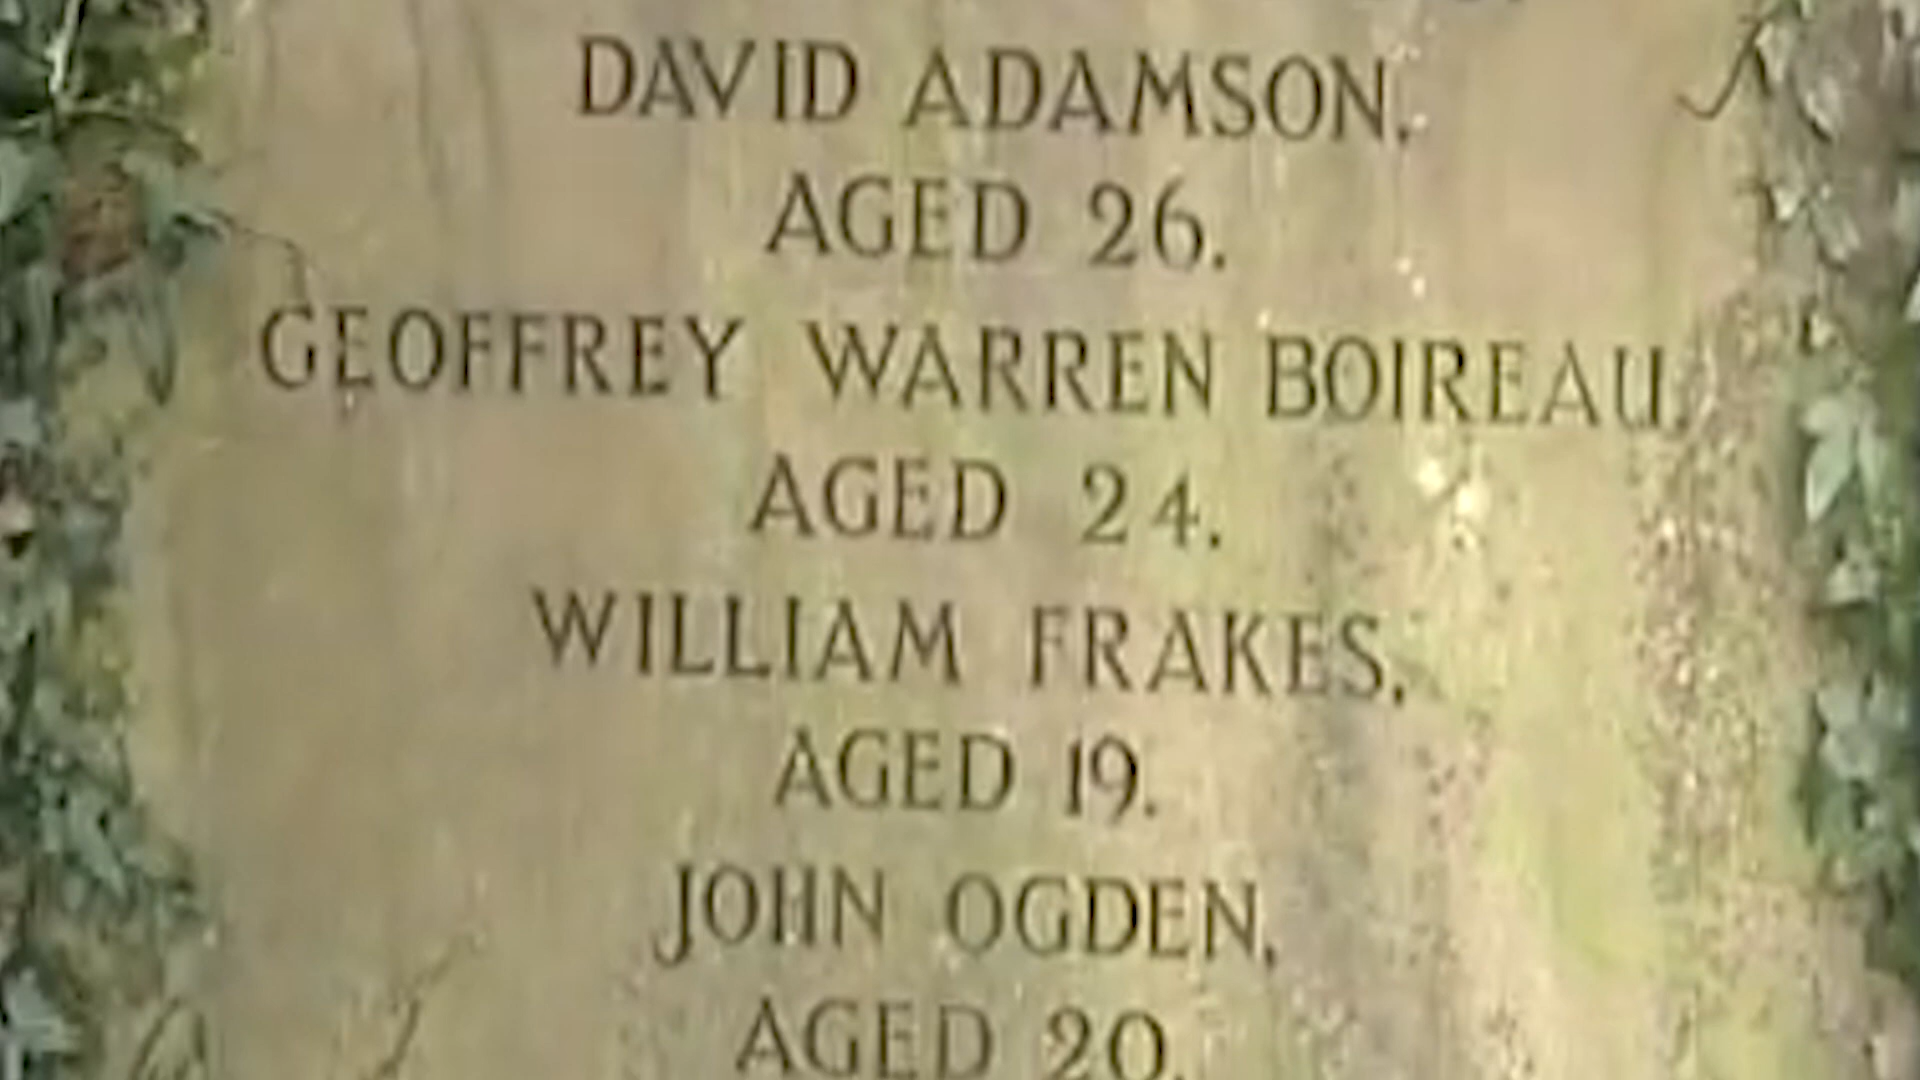 DAVID ADAMSON,
AGED 26.
GEOFFREY WARREN BOIREAU,
AGED 24.
WILLIAM FRAKES,
AGED 19.
JOHN OGDEN,
AGED 20.